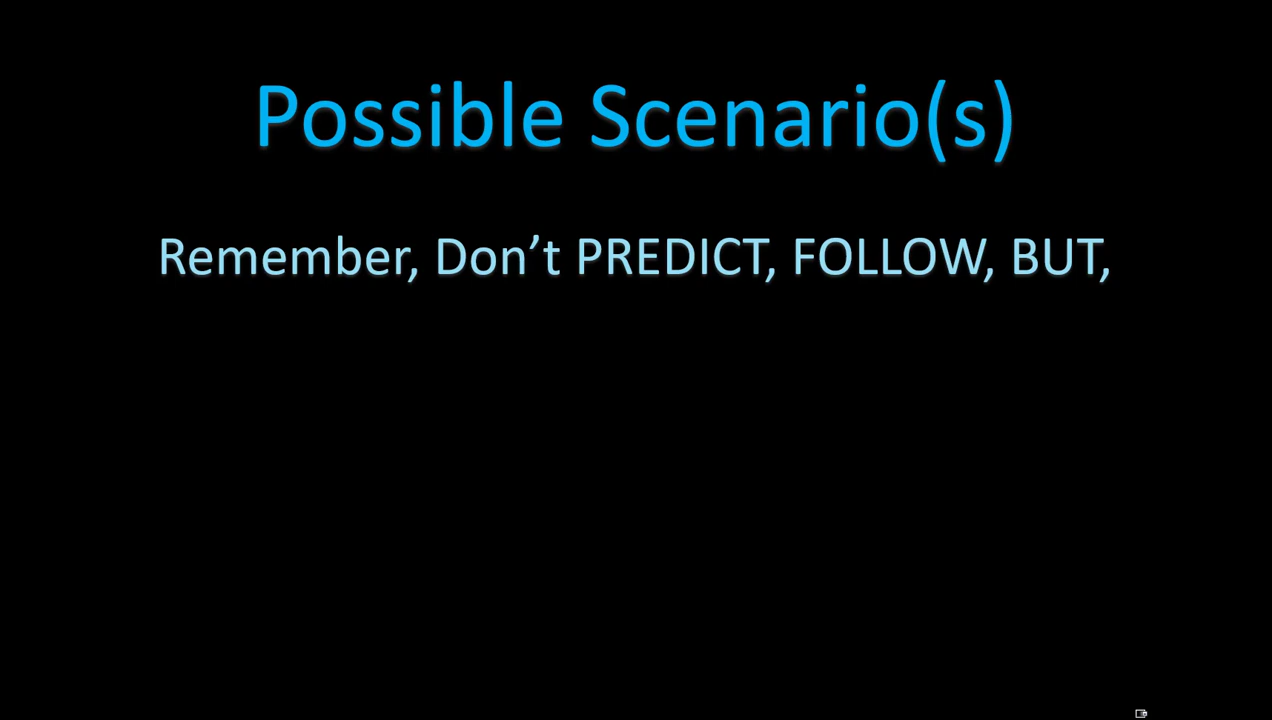 Possible Scenario(s)
Remember, Don’t PREDICT, FOLLOW, BUT,